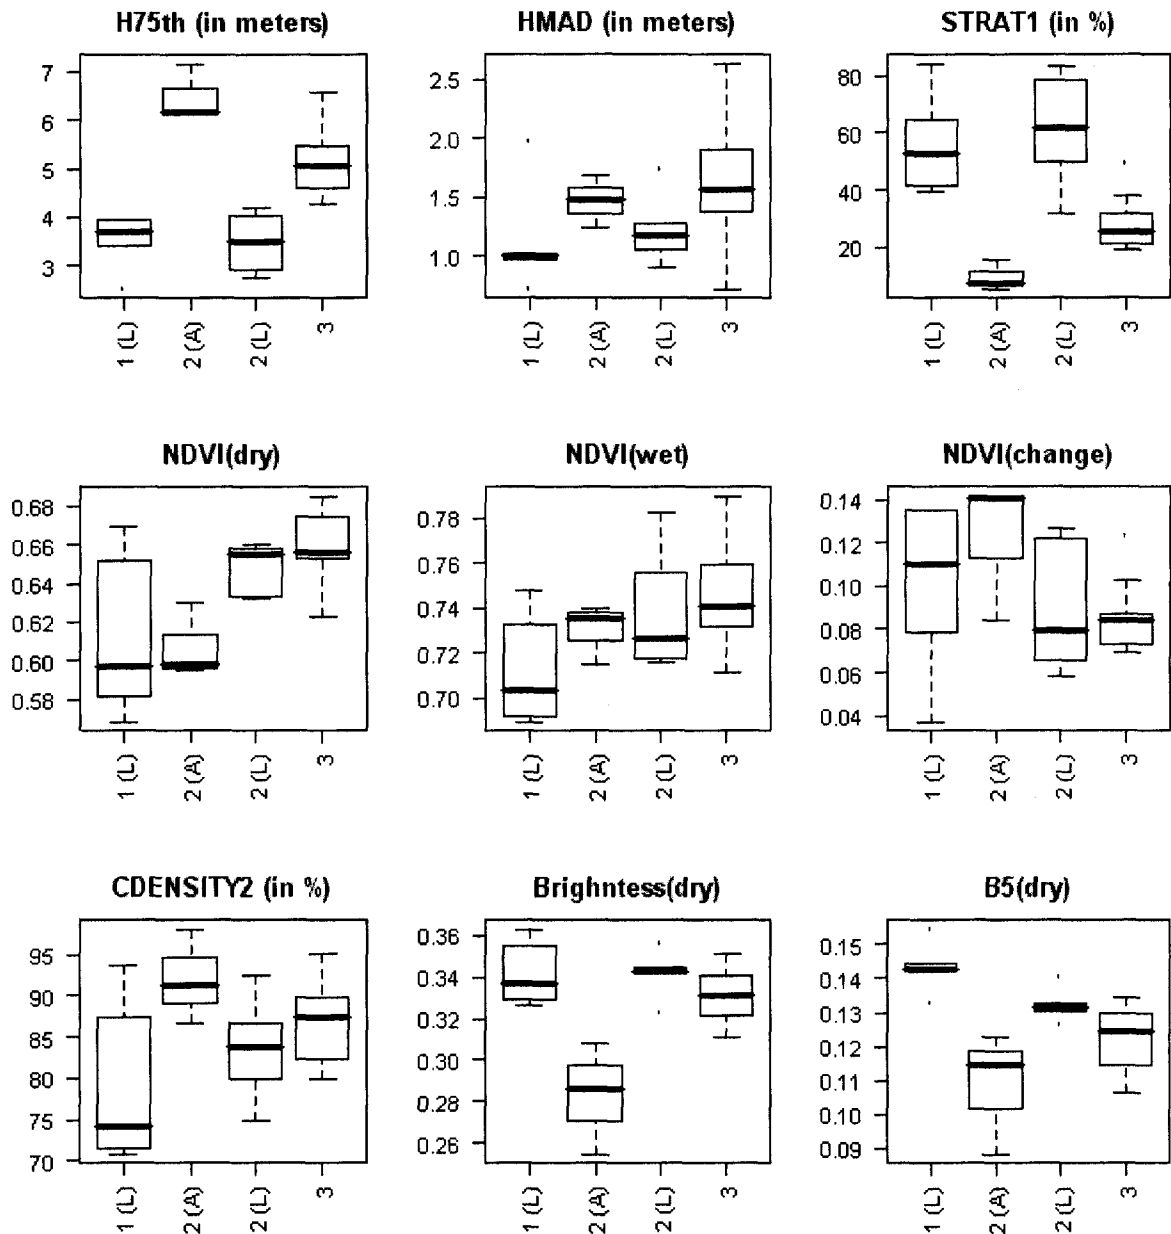 H75th (in meters)
HMAD (in meters)
STRAT1 (in %)
7
6
5
4
3
2.5
2.0
1.5
1.0
80
60
40
20
1 (L)
2 (A)
2 (L)
3
1 (L)
2 (A)
2 (L)
3
1 (L)
2 (A)
2 (L)
3
NDVI(dry)
NDVI(wet)
NDVI(change)
0.68
0.66
0.64
0.62
0.60
0.58
0.78
0.76
0.74
0.72
0.70
0.14
0.12
0.10
0.08
0.06
0.04
1 (L)
2 (A)
2 (L)
3
1 (L)
2 (A)
2 (L)
3
1 (L)
2 (A)
2 (L)
3
CDENSITY2 (in %)
Brighntess(dry)
B5(dry)
95
90
85
80
75
70
0.36
0.34
0.32
0.30
0.28
0.26
0.15
0.14
0.13
0.12
0.11
0.10
0.09
1 (L)
2 (A)
2 (L)
3
1 (L)
2 (A)
2 (L)
3
1 (L)
2 (A)
2 (L)
3